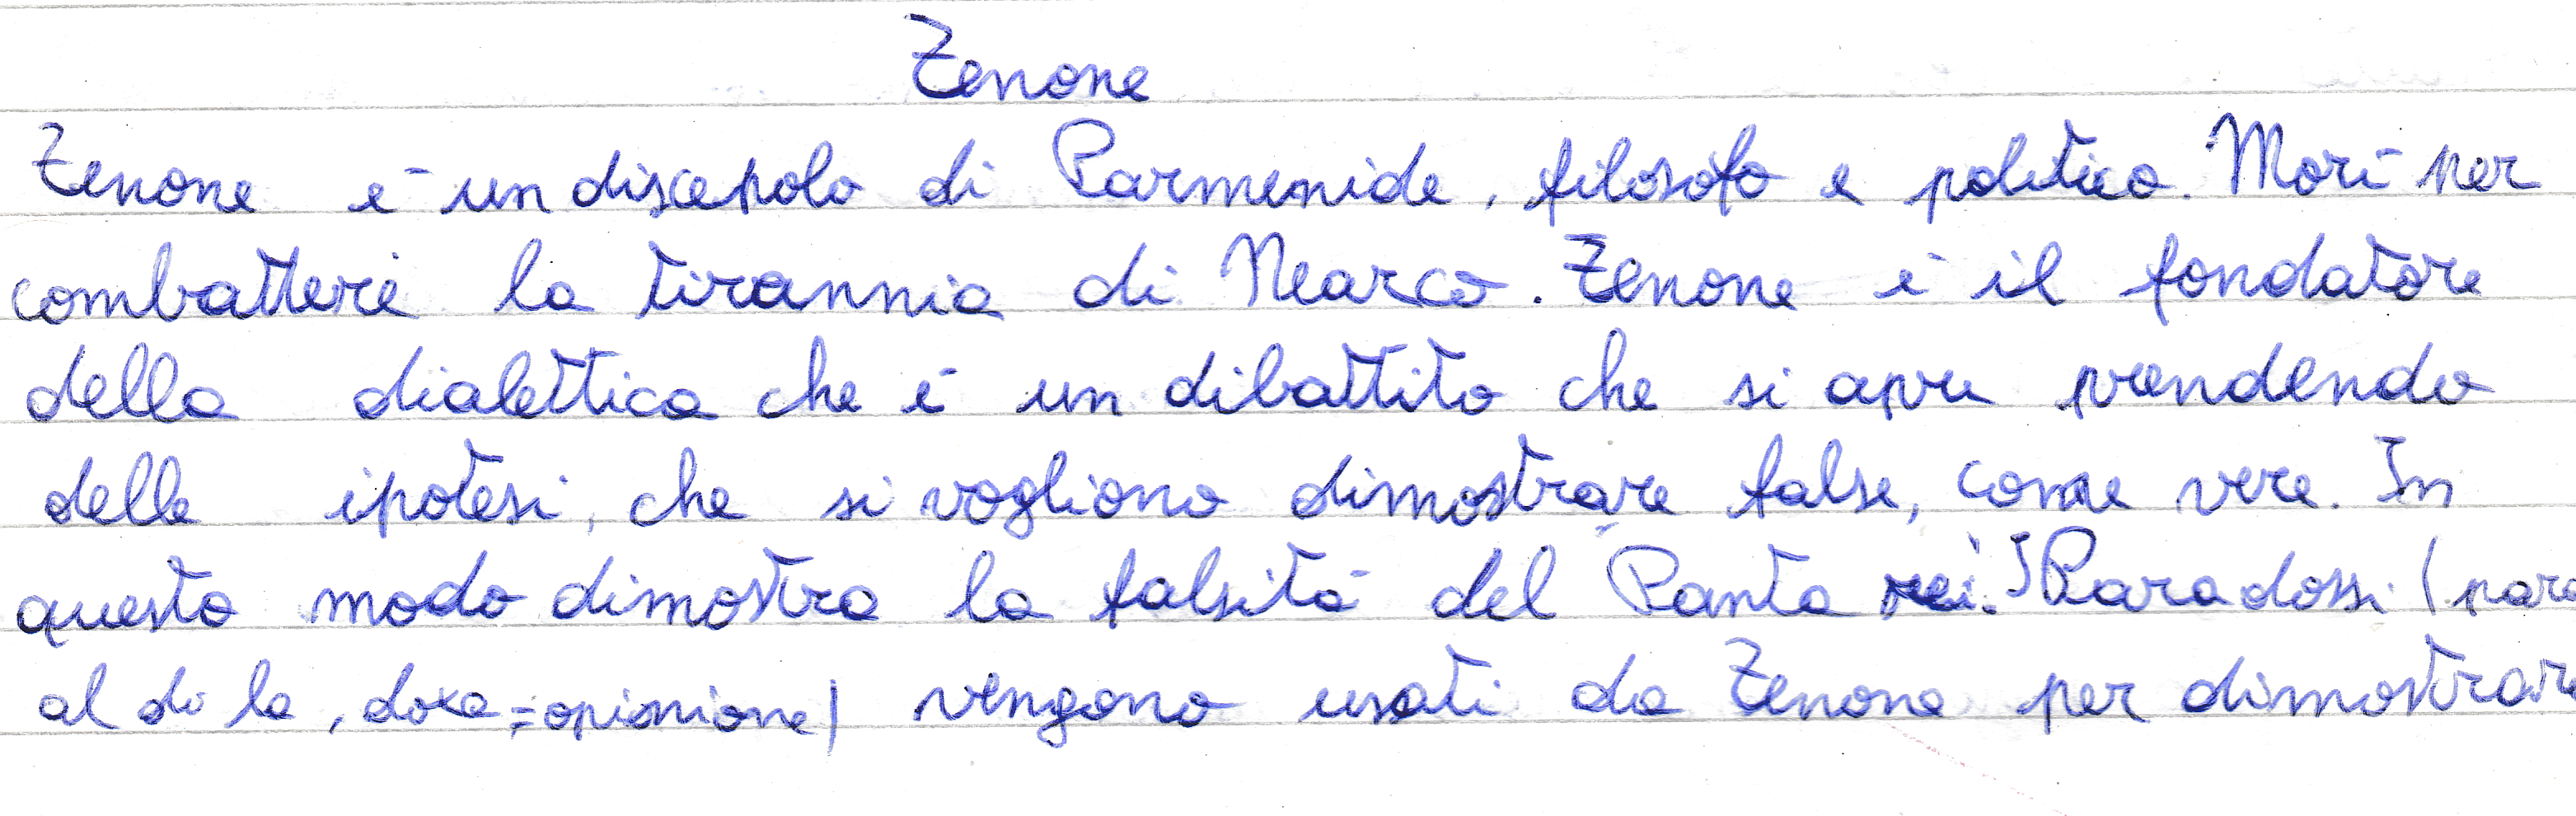 Zenone
Zenone è un discepolo di Parmenide, filosofo e politico. Morì per
combattere la tirannia di Nearco. Zenone è il fondatore
della dialettica che è un dibattito che si apre prendendo
delle ipotesi, che si vogliono dimostrare false, come vere. In
questo modo dimostra la falsità del Panta rei. I Paradossi (para
al di la, doxa = opinione) vengono usati da Zenone per dimostrare